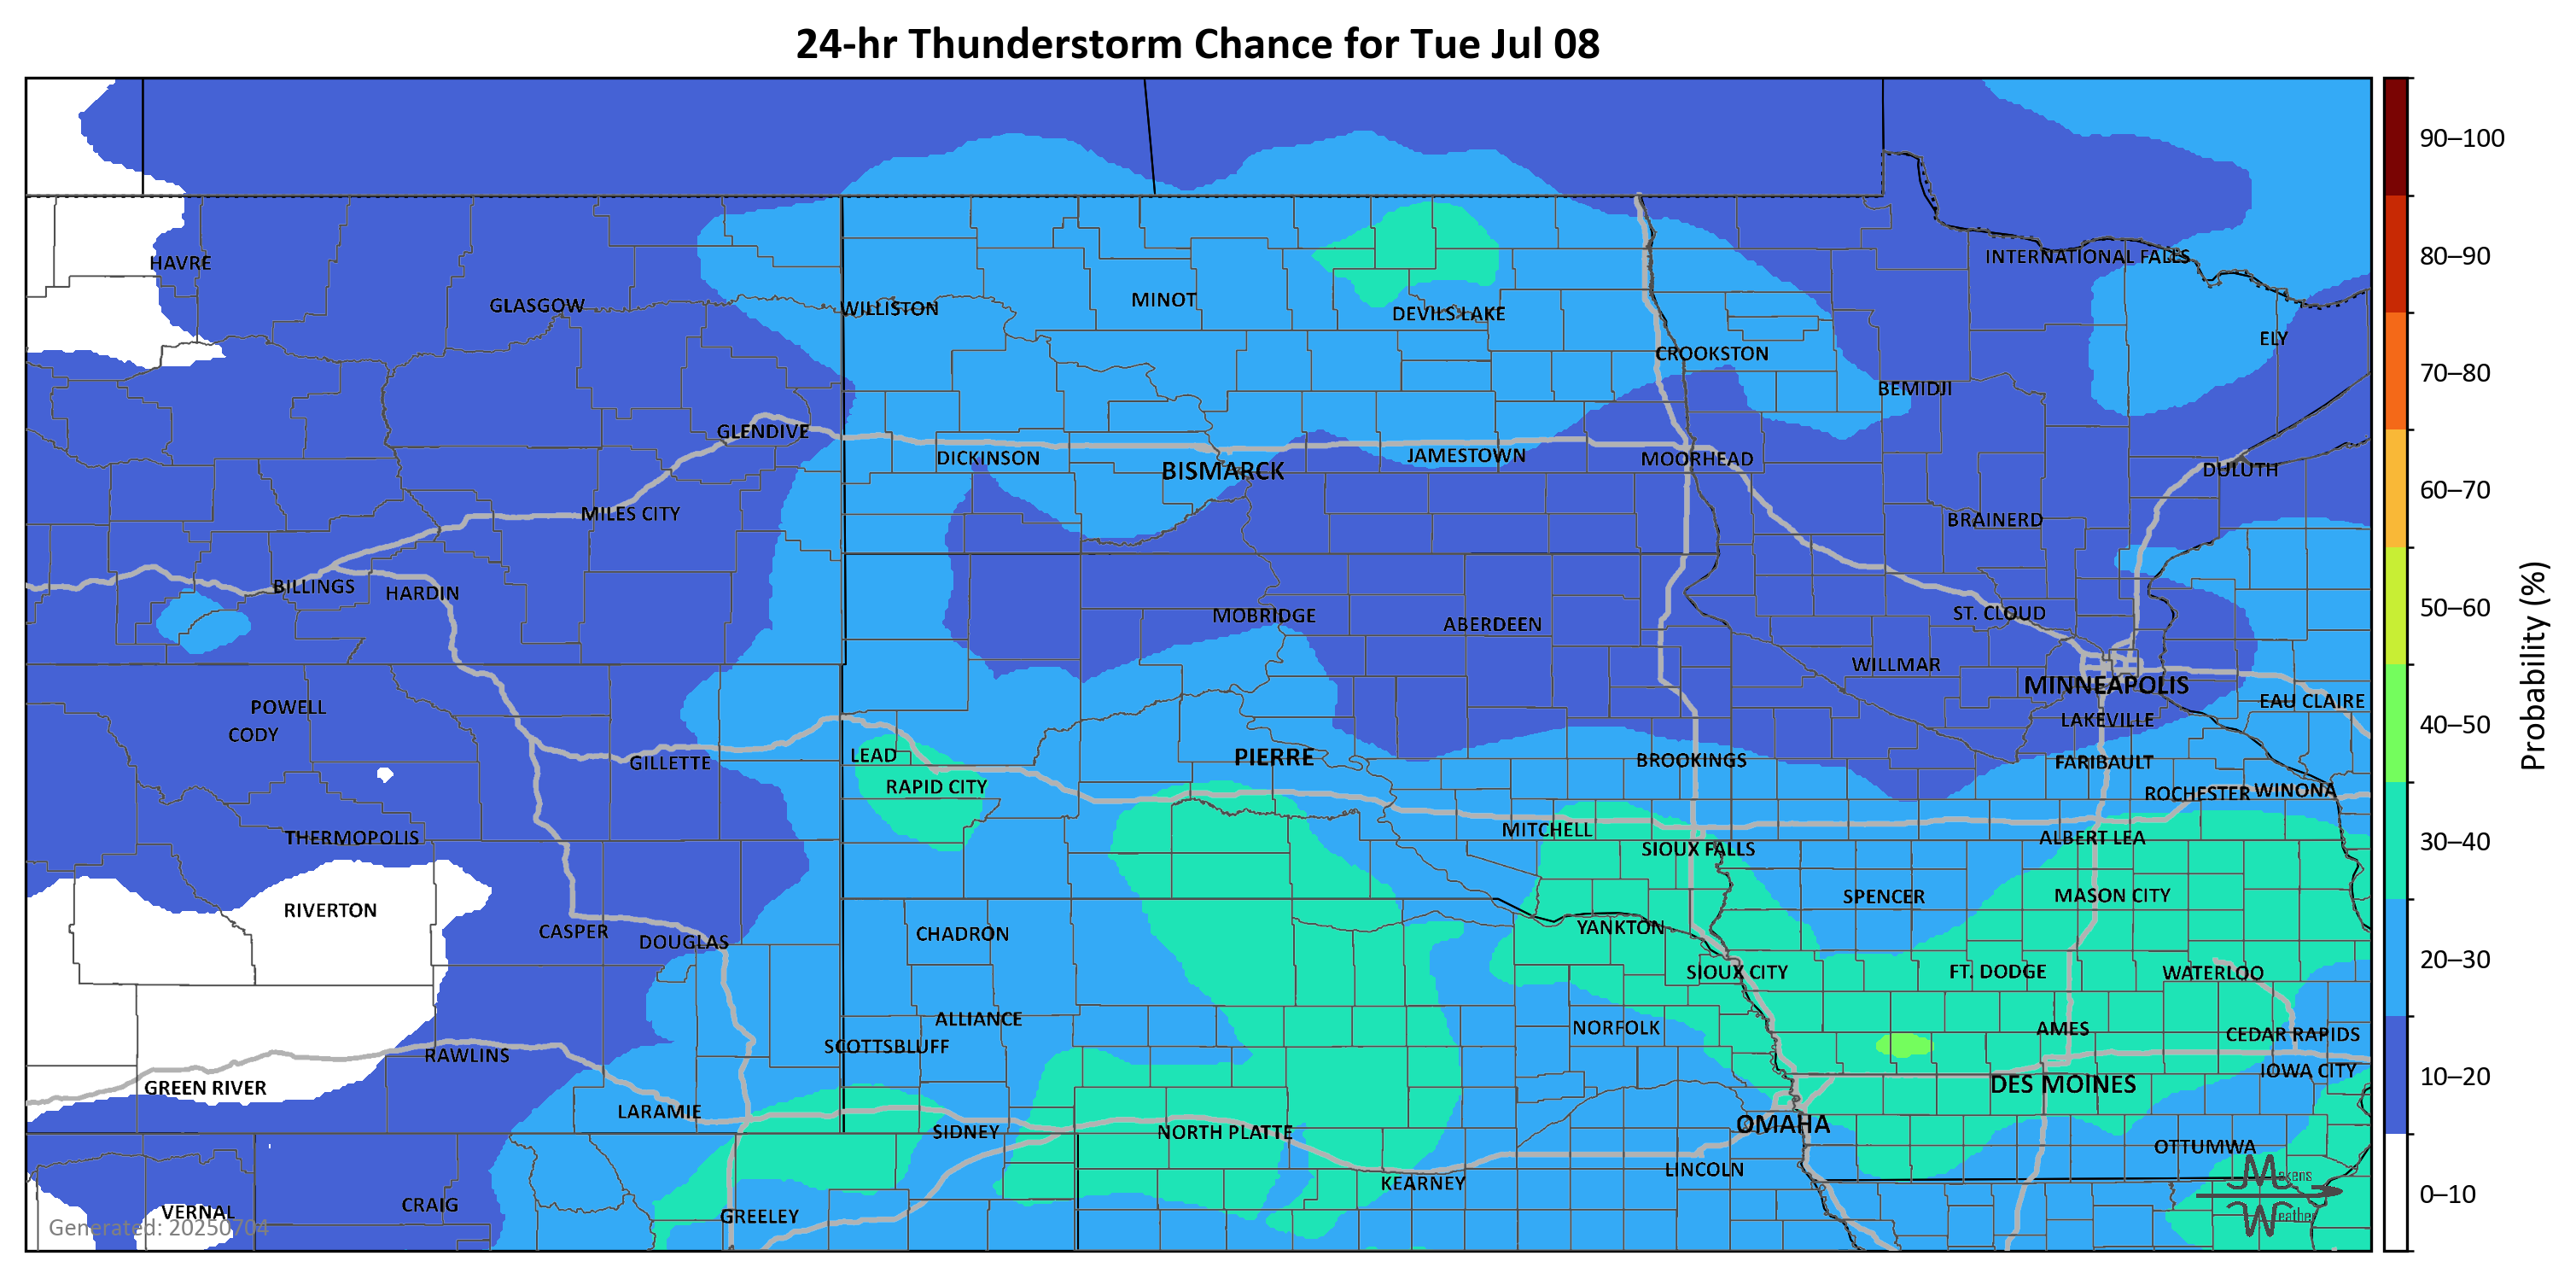 24-hr Thunderstorm Chance for Tue Jul 08
90–100
80–90
70–80
60–70
50–60
40–50
30–40
20–30
10–20
0–10
Probability (%)
HAVRE
INTERNATIONAL FALLS
GLASGOW
WILLISTON
MINOT
DEVILS LAKE
ELY
CROOKSTON
BEMIDJI
GLENDIVE
DICKINSON
BISMARCK
JAMESTOWN
MOORHEAD
DULUTH
MILES CITY
BRAINERD
BILLINGS
HARDIN
MOBRIDGE
ABERDEEN
ST. CLOUD
WILLMAR
MINNEAPOLIS
POWELL
EAU CLAIRE
CODY
LAKEVILLE
GILLETTE
LEAD
PIERRE
BROOKINGS
FARIBAULT
RAPID CITY
ROCHESTER
WINONA
THERMOPOLIS
MITCHELL
SIOUX FALLS
ALBERT LEA
RIVERTON
SPENCER
MASON CITY
CASPER
DOUGLAS
CHADRON
YANKTON
SIOUX CITY
FT. DODGE
WATERLOO
ALLIANCE
NORFOLK
AMES
CEDAR RAPIDS
RAWLINS
SCOTTSBLUFF
IOWA CITY
GREEN RIVER
DES MOINES
LARAMIE
SIDNEY
NORTH PLATTE
OMAHA
OTTUMWA
LINCOLN
KEARNEY
VERNAL
CRAIG
GREELEY
Makens
Weather
Generated: 20250704